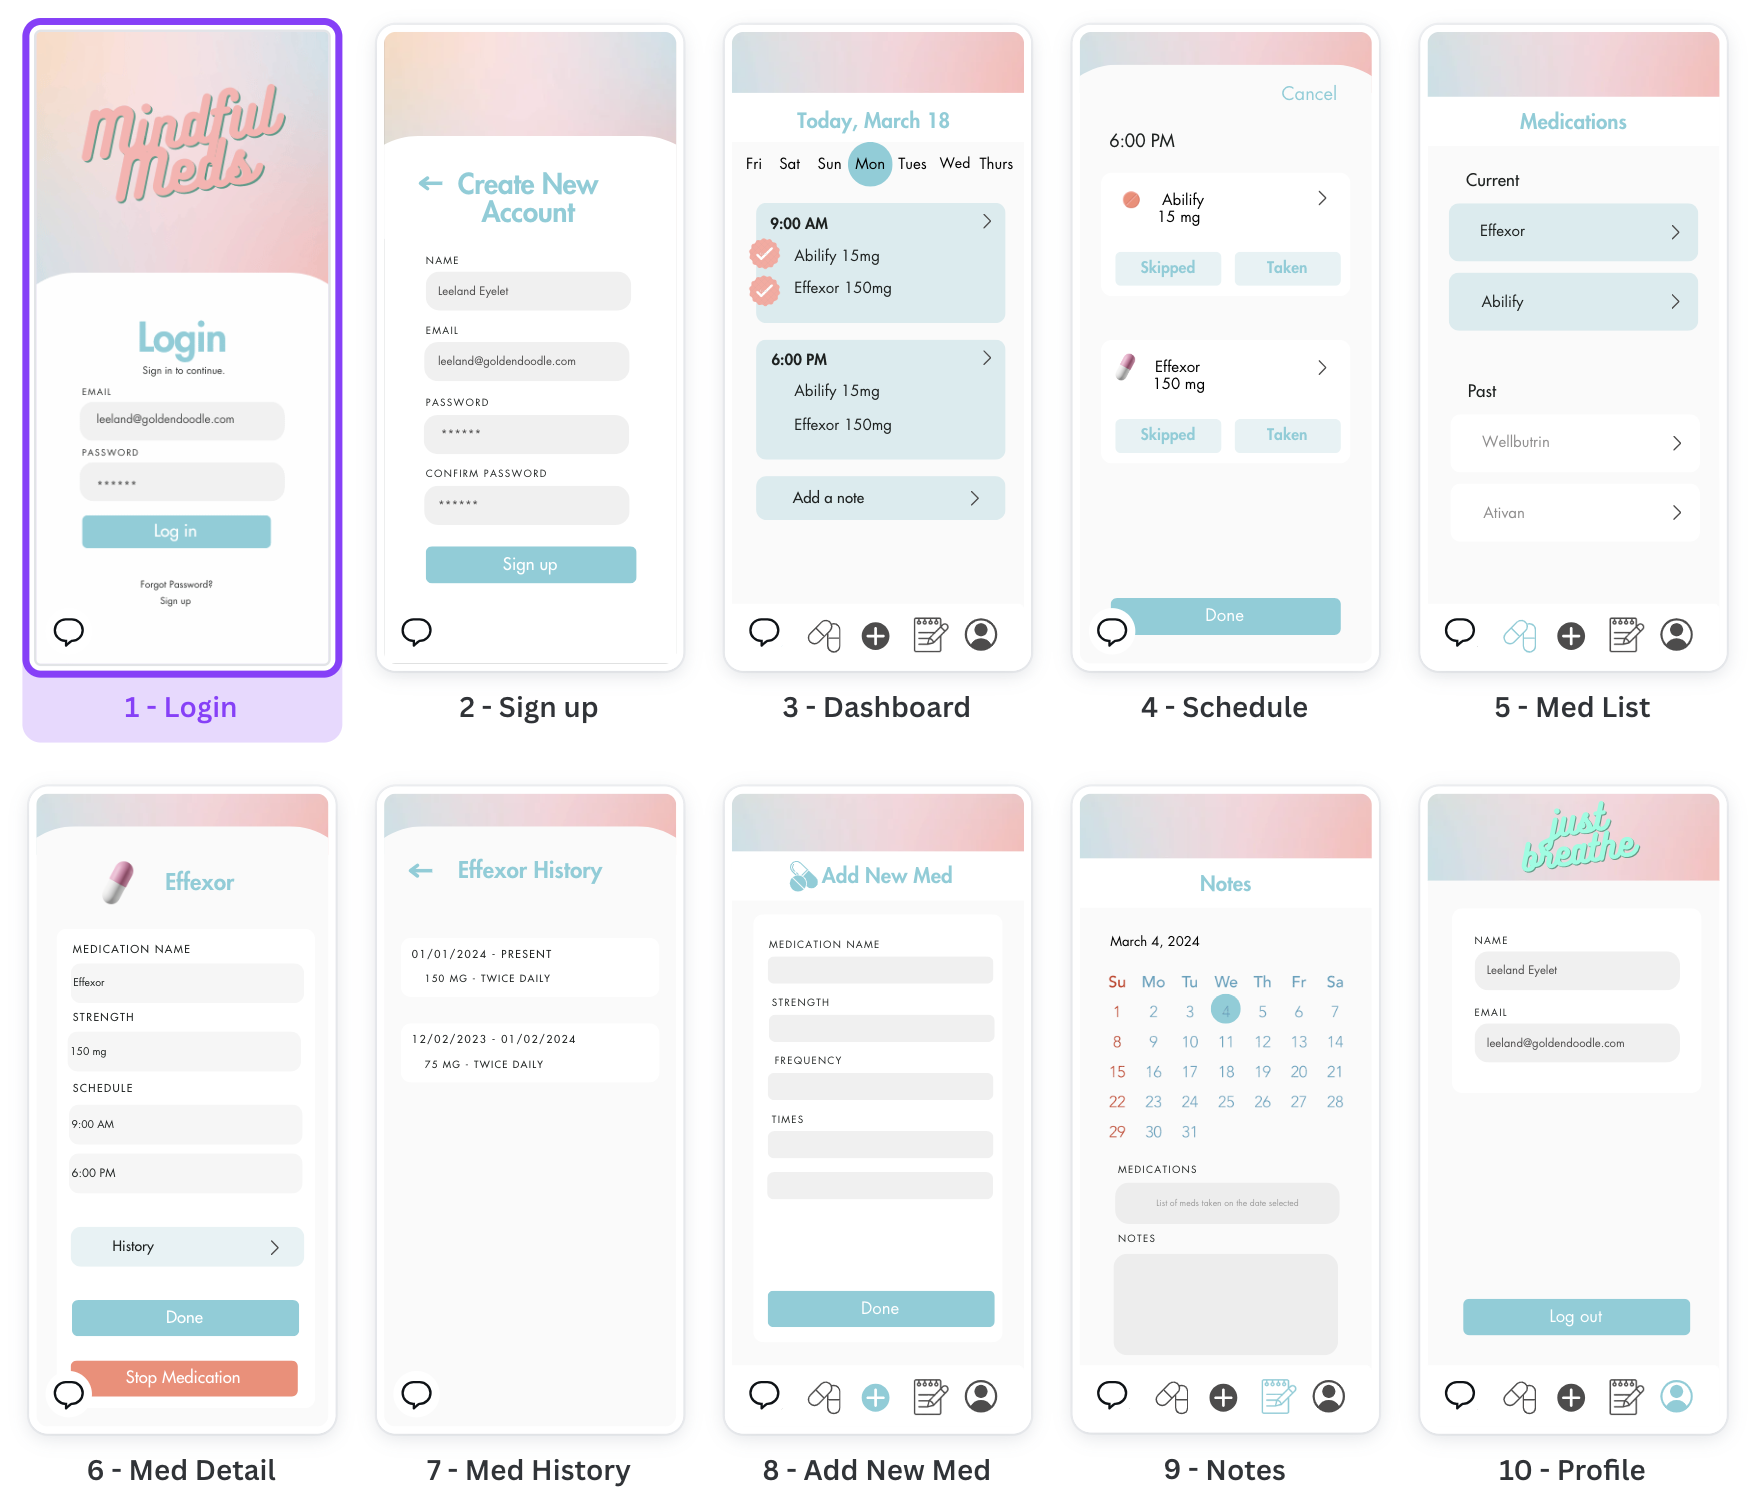 Mindful
Meds
Login
Sign in to continue.
EMAIL
leeland@goldendoodle.com
PASSWORD
******
Log in
Forgot Password?
Sign up
1 - Login
Create New
Account
NAME
Leeland Eyelet
EMAIL
leeland@goldendoodle.com
PASSWORD
******
CONFIRM PASSWORD
******
Sign up
2 - Sign up
Today, March 18
Fri Sat Sun Mon Tues Wed Thurs
9:00 AM
Abilify 15mg
Effexor 150mg
6:00 PM
Abilify 15mg
Effexor 150mg
Add a note
3 - Dashboard
Cancel
6:00 PM
Abilify
15 mg
Skipped Taken
Effexor
150 mg
Skipped Taken
Done
4 - Schedule
Medications
Current
Effexor
Abilify
Past
Wellbutrin
Ativan
5 - Med List
Effexor
MEDICATION NAME
Effexor
STRENGTH
150 mg
SCHEDULE
9:00 AM
6:00 PM
History
Done
Stop Medication
6 - Med Detail
Effexor History
01/01/2024 - PRESENT
150 MG - TWICE DAILY
12/02/2023 - 01/02/2024
75 MG - TWICE DAILY
7 - Med History
Add New Med
MEDICATION NAME
STRENGTH
FREQUENCY
TIMES
Done
8 - Add New Med
Notes
March 4, 2024
Su Mo Tu We Th Fr Sa
1 2 3 4 5 6 7
8 9 10 11 12 13 14
15 16 17 18 19 20 21
22 23 24 25 26 27 28
29 30 31
MEDICATIONS
List of meds taken on the date selected
NOTES
9 - Notes
just
breathe
NAME
Leeland Eyelet
EMAIL
leeland@goldendoodle.com
Log out
10 - Profile